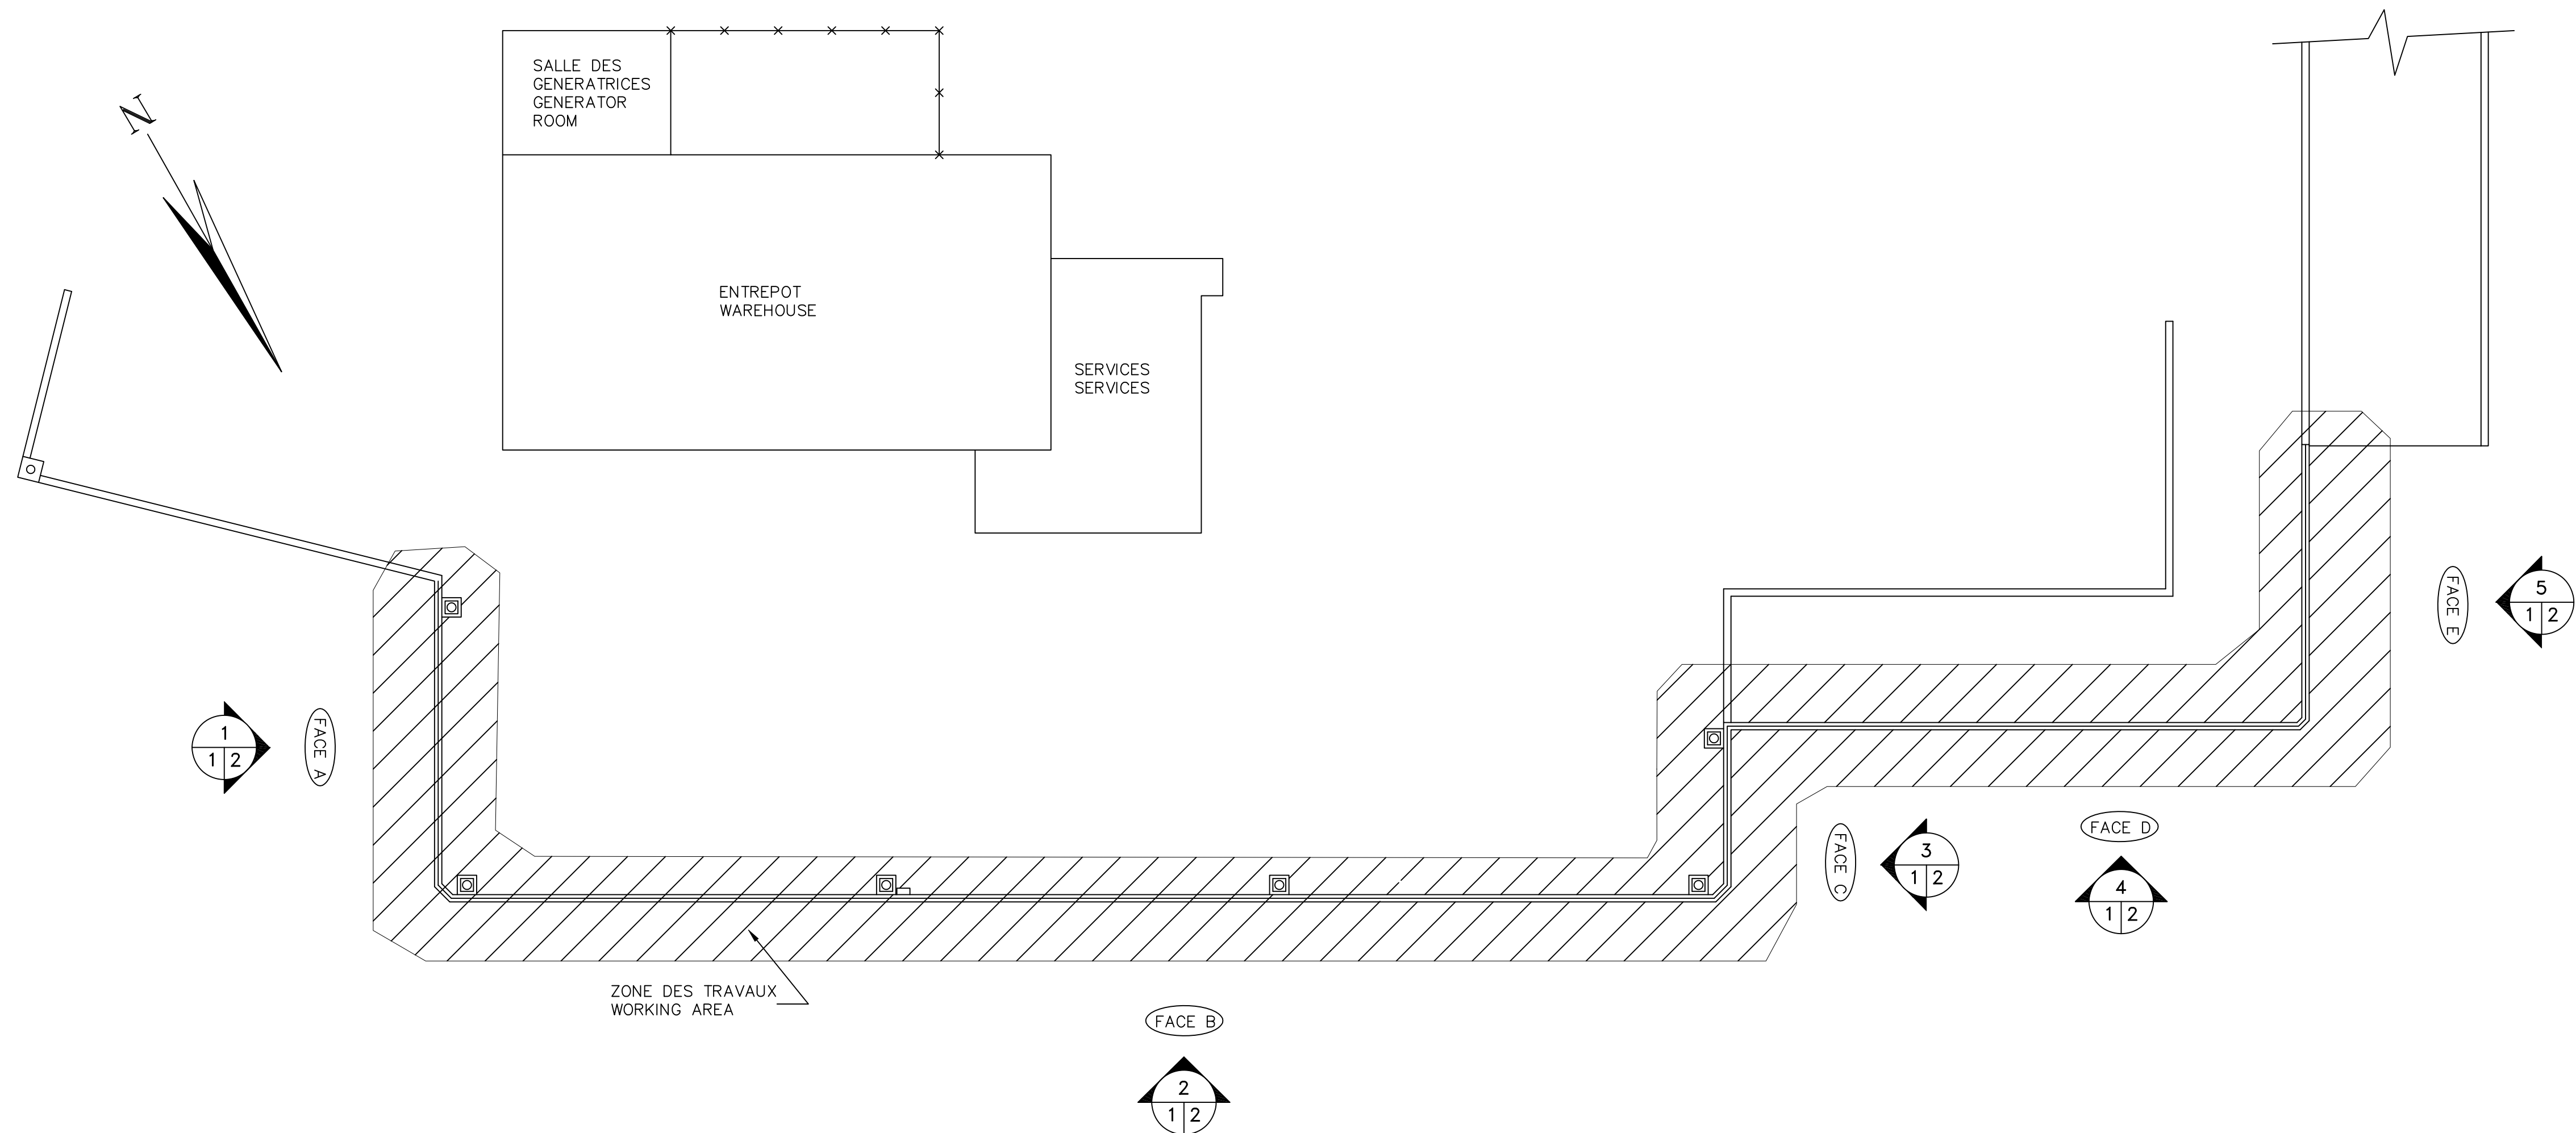 N
SALLE DES
GENERATRICES
GENERATOR
ROOM
ENTREPOT
WAREHOUSE
SERVICES
SERVICES
FACE A
1
1 2
ZONE DES TRAVAUX
WORKING AREA
FACE B
2
1 2
FACE C
3
1 2
FACE D
4
1 2
FACE E
5
1 2